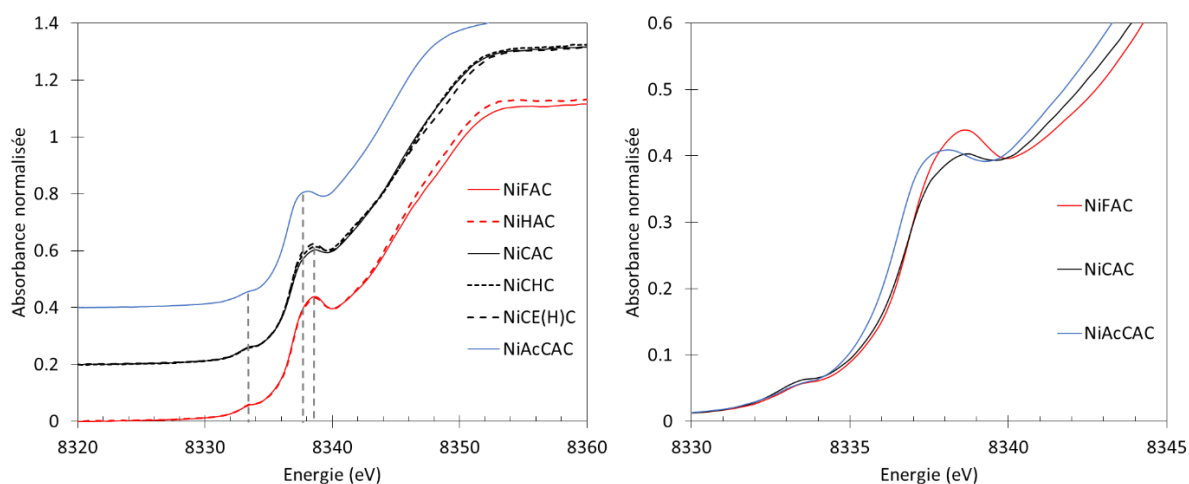 1.4
1.2
1
0.8
0.6
0.4
0.2
0
8320
8330
8340
8350
8360
Energie (eV)
Absorbance normalisée
NiFAC
NiHAC
NiCAC
NiCHC
NiCE(H)C
NiAcCAC
0.6
0.5
0.4
0.3
0.2
0.1
0
8330
8335
8340
8345
Energie (eV)
Absorbance normalisée
NiFAC
NiCAC
NiAcCAC